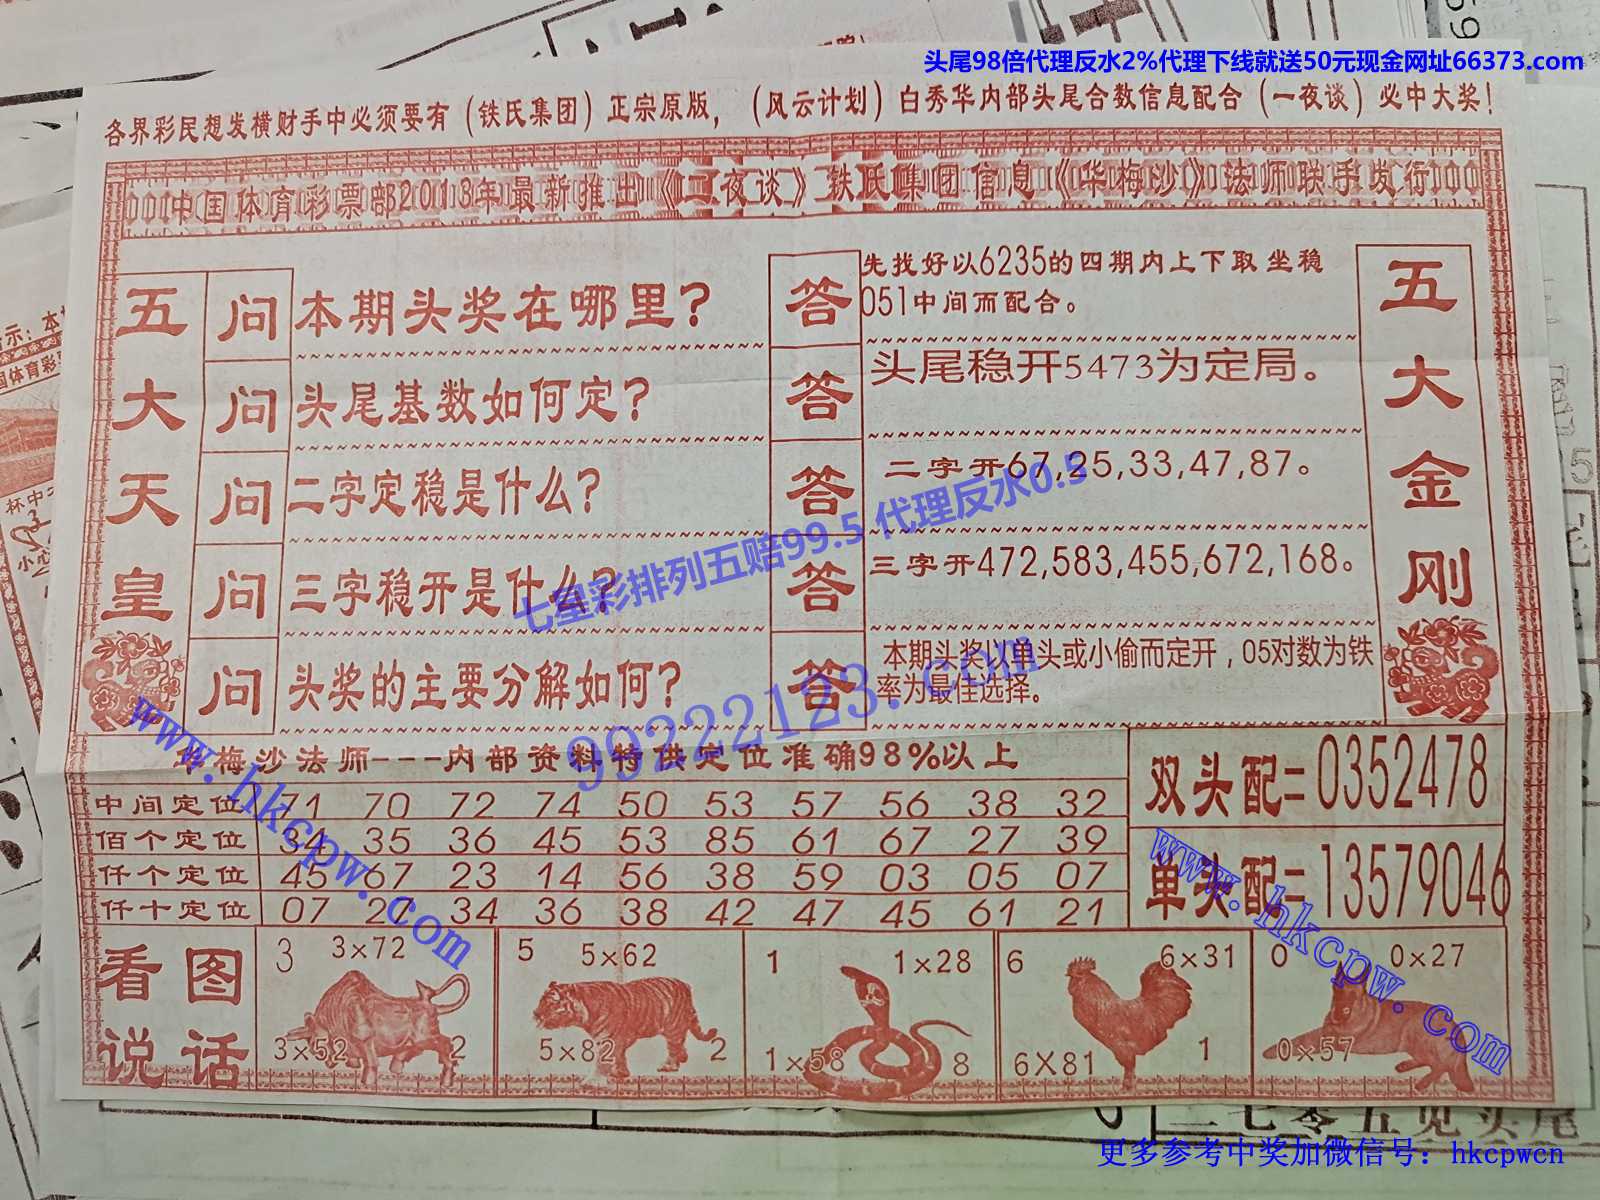 头尾98倍代理反水2%代理下线就送50元现金网址66373.com
各界彩民想发横财手中必须要有（铁氏集团）正宗原版，（风云计划）白秀华内部头尾合数信息配合（一夜谈）必中大奖！
中国体育彩票部2018年最新推出《一夜谈》铁氏集团信息《华梅沙》法师联手发行
五大天皇
问 本期头奖在哪里？
答 先找好以6235的四期内上下取坐稳
051中间而配合。
问 头尾基数如何定？
答 头尾稳开5473为定局。
问 二字定稳是什么？
答 二字开67,25,33,47,87。
问 三字稳开是什么？
答 三字开472,583,455,672,168。
问 头奖的主要分解如何？
答 本期头奖以单头或小偷而定开，05对数为铁
率为最佳选择。
五大金刚
七星彩排列五赔99.5 代理反水0.5
99222123.com
www.hkcpw.com
www.hkcpw.com
华梅沙法师---内部资料特供定位准确98%以上
中间定位 71 70 72 74 50 53 57 56 38 32
佰个定位 34 35 36 45 53 85 61 67 27 39
仟个定位 45 67 23 14 56 38 59 03 05 07
仟十定位 07 27 34 36 38 42 47 45 61 21
双头配=0352478
单头配=13579046
看图
说话
3 3×72
3×52 2
5 5×62
5×82 2
1 1×28
1×58 8
6 6×31
6×81 1
0 0×27
0×57
杯中
小心
更多参考中奖加微信号：hkcpwcn